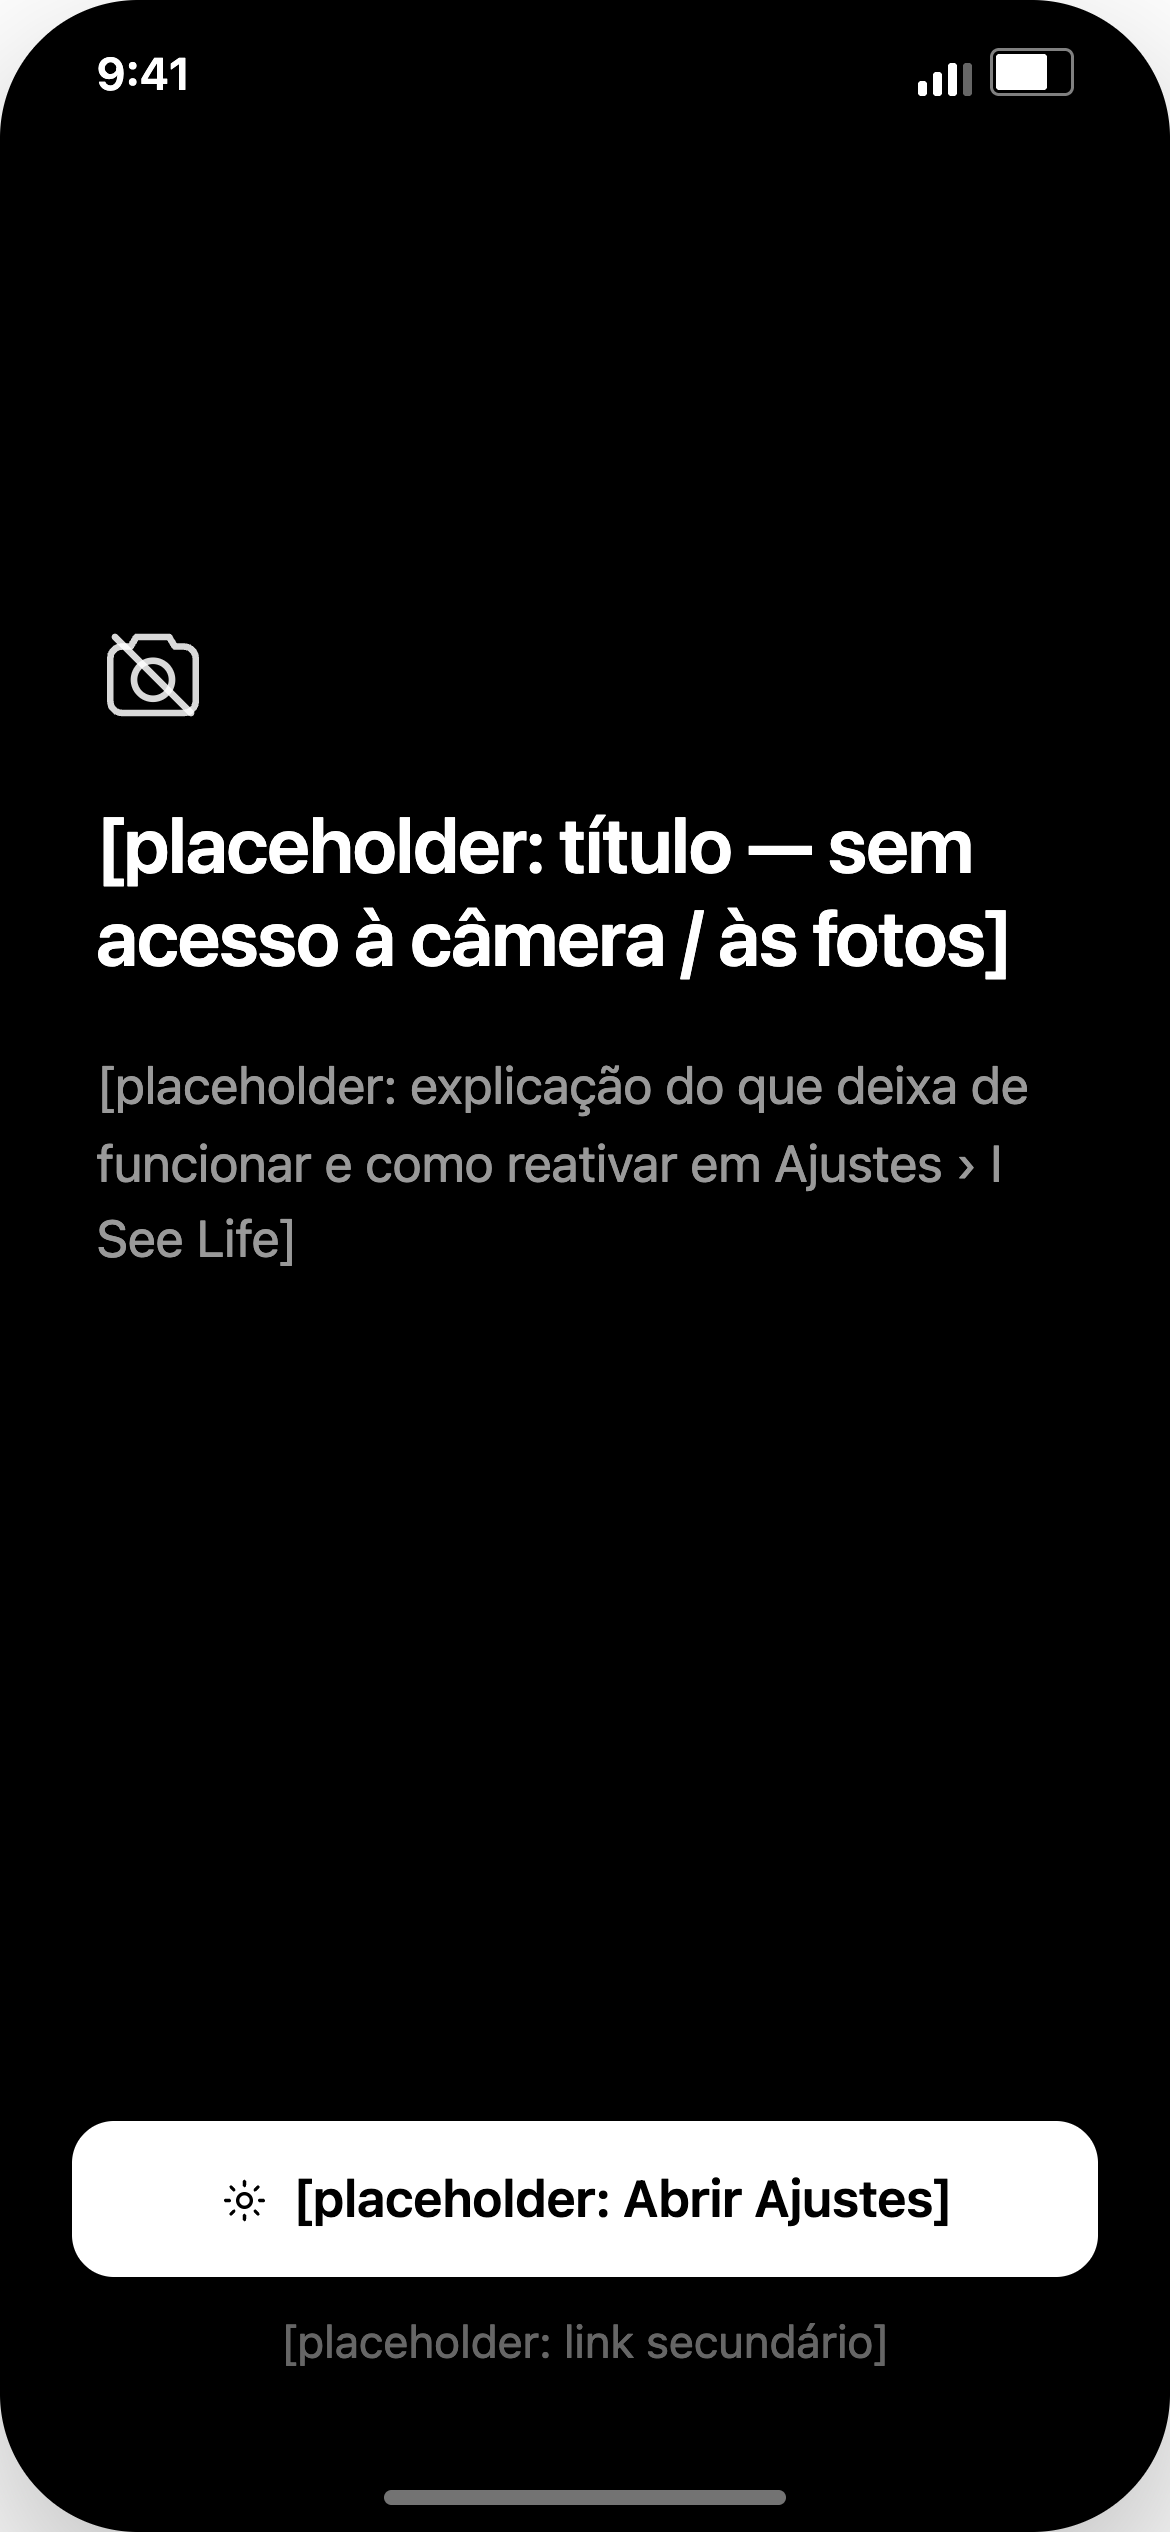 9:41
[placeholder: título — sem
acesso à câmera / às fotos]
[placeholder: explicação do que deixa de
funcionar e como reativar em Ajustes › I
See Life]
[placeholder: Abrir Ajustes]
[placeholder: link secundário]